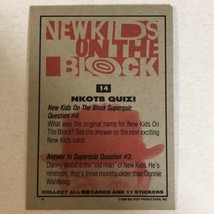 NEW KIDS
ON THE
BLOCK
14
NKOTB QUIZ!
New Kids On The Block Superquiz
Question #4:
What was the original name for New Kids On
The Block? See the answer on the next exciting
New Kids card!
Answer to Superquiz Question #3:
Danny Wood is the "old man" of New Kids. He's
nineteen, that's three months older than Donnie
Wahlberg.
COLLECT ALL 88 CARDS AND 11 STICKERS